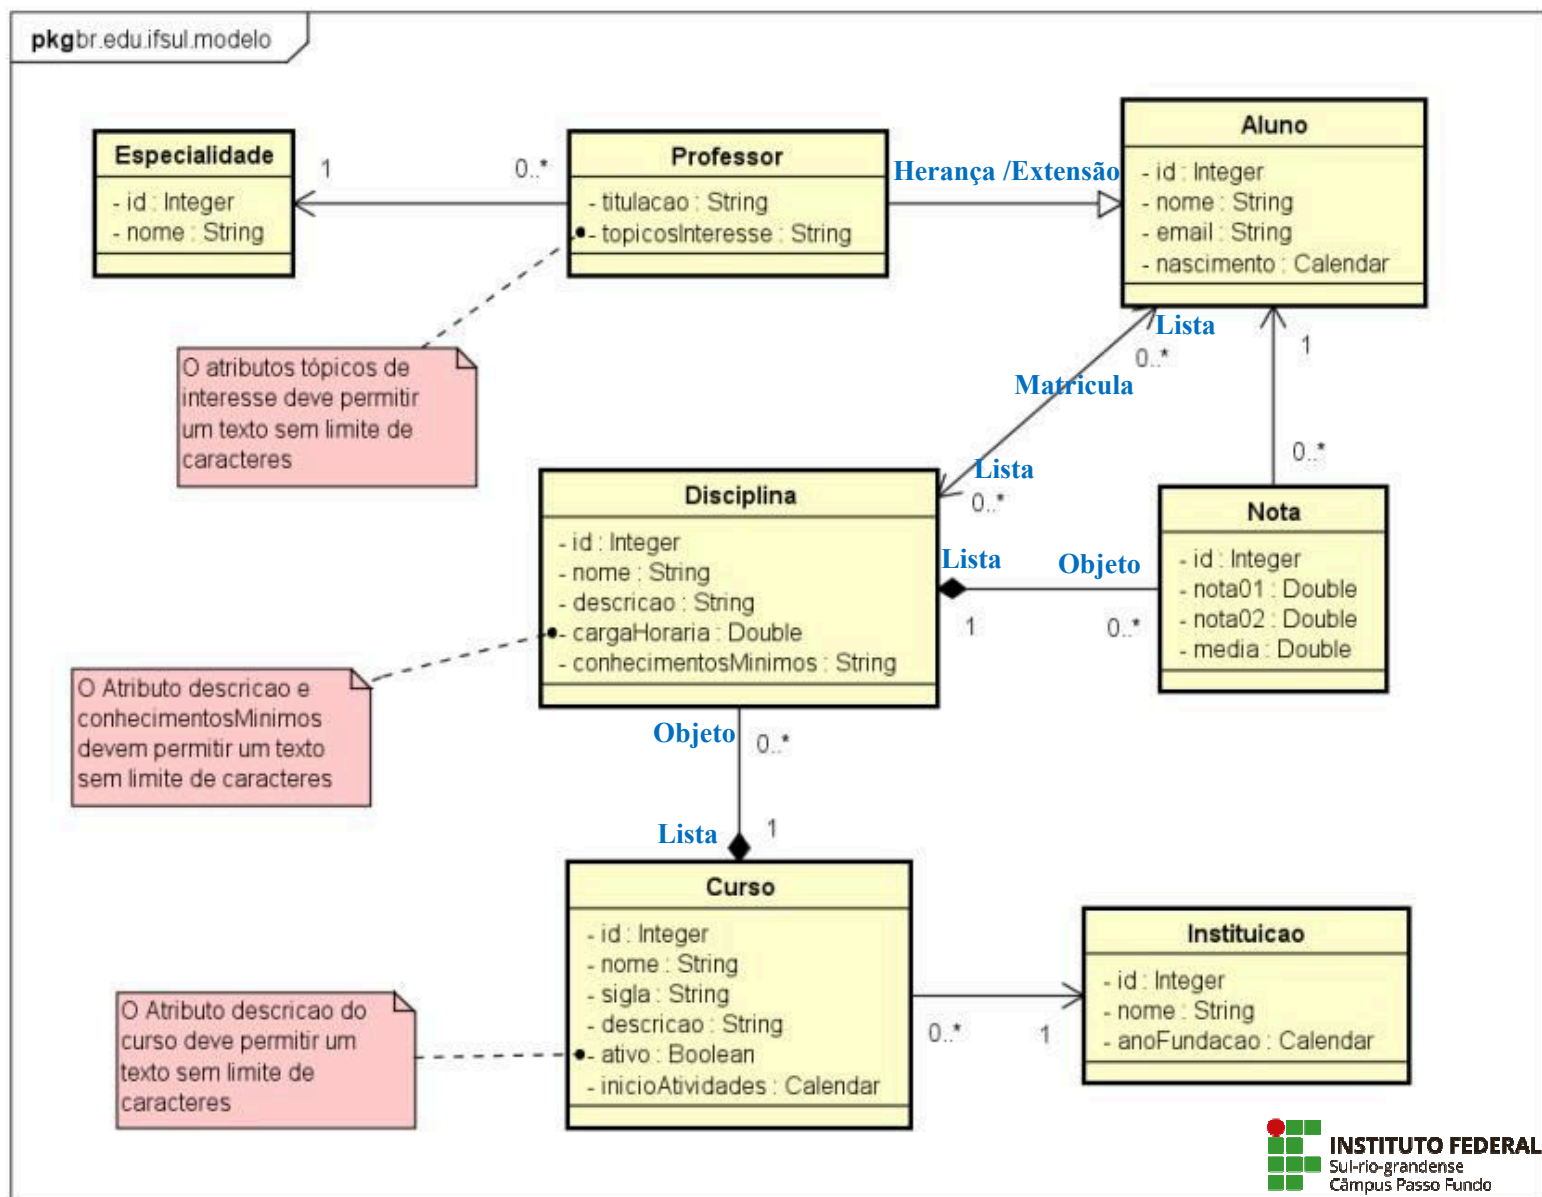 pkgbr.edu.ifsul.modelo
Especialidade
- id : Integer
- nome : String
1
0..*
Professor
- titulacao : String
- topicosInteresse : String
Herança /Extensão
Aluno
- id : Integer
- nome : String
- email : String
- nascimento : Calendar
O atributos tópicos de
interesse deve permitir
um texto sem limite de
caracteres
Lista
0..*
Matricula
Lista
0..*
1
0..*
Disciplina
- id : Integer
- nome : String
- descricao : String
- cargaHoraria : Double
- conhecimentosMinimos : String
Lista
Objeto
1
0..*
Nota
- id : Integer
- nota01 : Double
- nota02 : Double
- media : Double
O Atributo descricao e
conhecimentosMinimos
devem permitir um texto
sem limite de caracteres
Objeto
0..*
Lista
1
Curso
- id : Integer
- nome : String
- sigla : String
- descricao : String
- ativo : Boolean
- inicioAtividades : Calendar
0..*
1
Instituicao
- id : Integer
- nome : String
- anoFundacao : Calendar
O Atributo descricao do
curso deve permitir um
texto sem limite de
caracteres
INSTITUTO FEDERAL
Sul-rio-grandense
Câmpus Passo Fundo